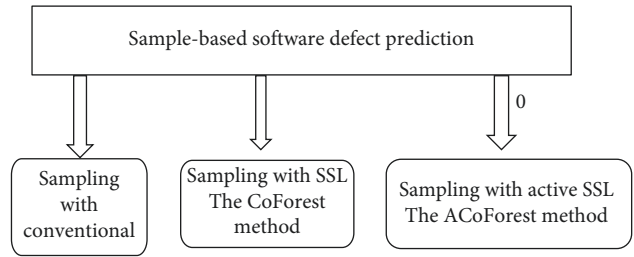 Sample-based software defect prediction
0
Sampling
with
conventional
Sampling with SSL
The CoForest
method
Sampling with active SSL
The ACoForest method